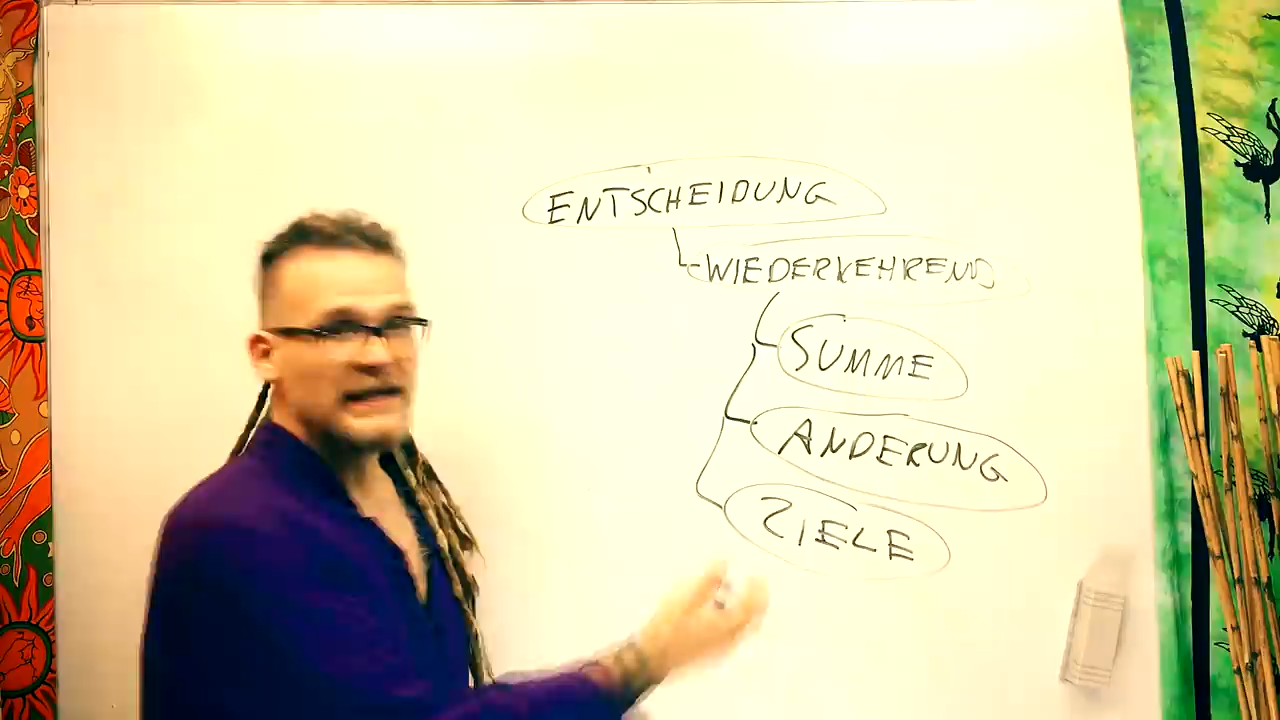 ENTSCHEIDUNG
WIEDERKEHREND
SUMME
ANDERUNG
ZIELE